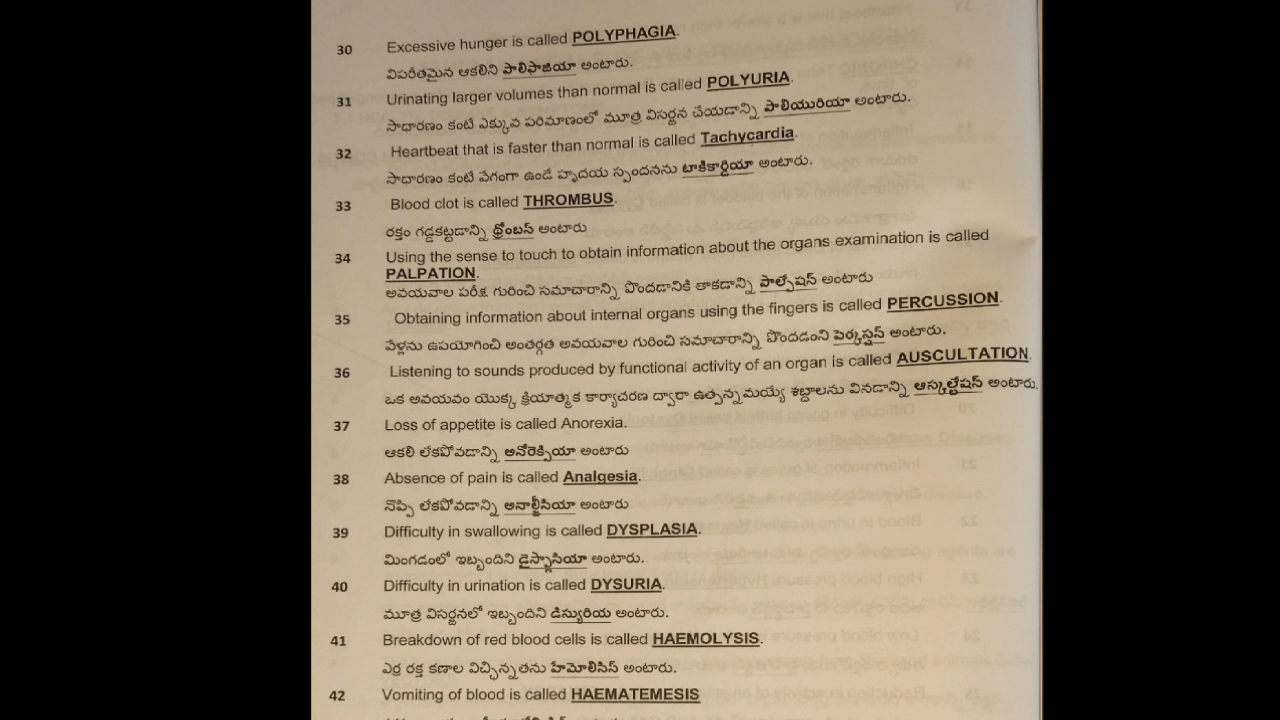 30 Excessive hunger is called POLYPHAGIA.
విపరీతమైన ఆకలిని పాలిఫాజియా అంటారు.
31 Urinating larger volumes than normal is called POLYURIA.
సాధారణం కంటే ఎక్కువ పరిమాణంలో మూత్ర విసర్జన చేయడాన్ని పాలియురియా అంటారు.
32 Heartbeat that is faster than normal is called Tachycardia.
సాధారణం కంటే వేగంగా ఉండే హృదయ స్పందనను టాకికార్డియా అంటారు.
33 Blood clot is called THROMBUS.
రక్తం గడ్డకట్టడాన్ని థ్రోంబస్ అంటారు
34 Using the sense to touch to obtain information about the organs examination is called
PALPATION.
అవయవాల పరీక్ష గురించి సమాచారాన్ని పొందడానికి తాకడాన్ని పాల్పేషన్ అంటారు
35 Obtaining information about internal organs using the fingers is called PERCUSSION.
వేళ్లను ఉపయోగించి అంతర్గత అవయవాల గురించి సమాచారాన్ని పొందడంని పెర్కస్షన్ అంటారు.
36 Listening to sounds produced by functional activity of an organ is called AUSCULTATION.
ఒక అవయవం యొక్క క్రియాత్మక కార్యాచరణ ద్వారా ఉత్పన్నమయ్యే శబ్దాలను వినడాన్ని ఆస్కల్టేషన్ అంటారు.
37 Loss of appetite is called Anorexia.
ఆకలి లేకపోవడాన్ని అనోరెక్సియా అంటారు
38 Absence of pain is called Analgesia.
నొప్పి లేకపోవడాన్ని అనాల్జీసియా అంటారు
39 Difficulty in swallowing is called DYSPLASIA.
మింగడంలో ఇబ్బందిని డైస్ప్లాసియా అంటారు.
40 Difficulty in urination is called DYSURIA.
మూత్ర విసర్జనలో ఇబ్బందిని డిస్యురియ అంటారు.
41 Breakdown of red blood cells is called HAEMOLYSIS.
ఎర్ర రక్త కణాల విచ్ఛిన్నతను హేమోలిసిస్ అంటారు.
42 Vomiting of blood is called HAEMATEMESIS